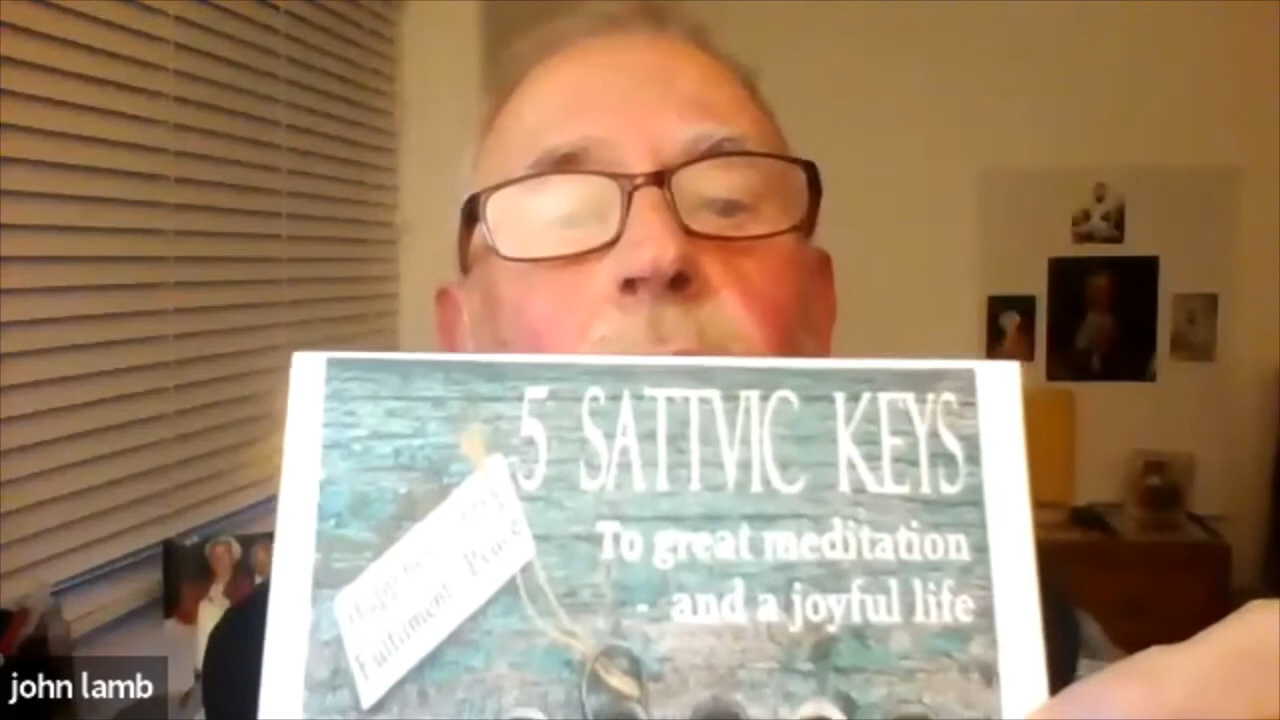 5 SATTVIC KEYS
To great meditation
- and a joyful life
Peace
Fulfilment
john lamb